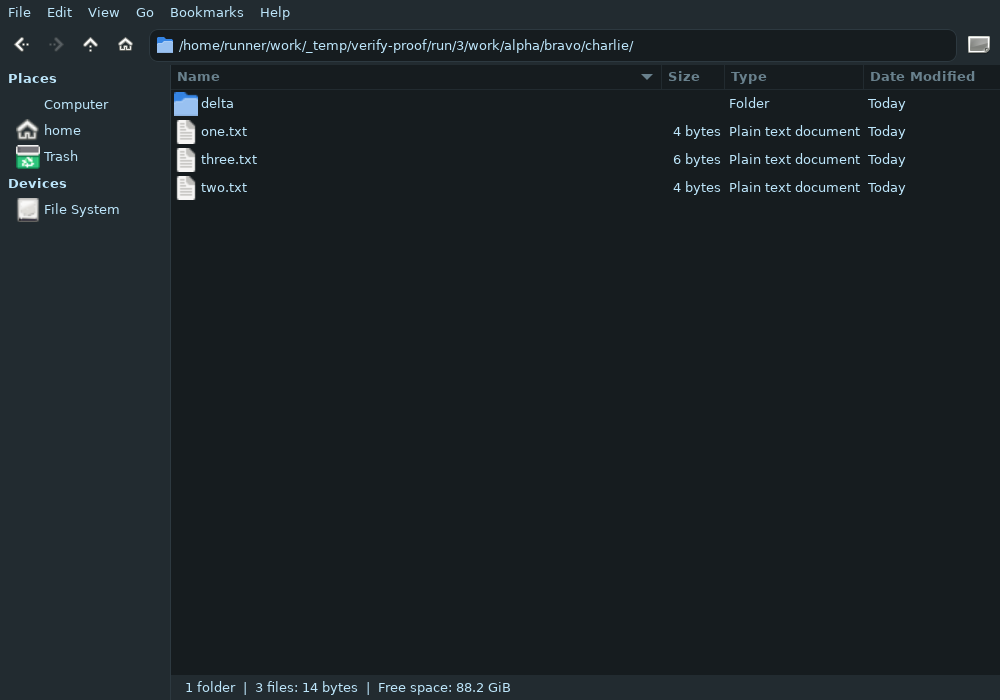 File Edit View Go Bookmarks Help
/home/runner/work/_temp/verify-proof/run/3/work/alpha/bravo/charlie/
Places
Computer
home
Trash
Devices
File System
Name Size Type Date Modified
delta Folder Today
one.txt 4 bytes Plain text document Today
three.txt 6 bytes Plain text document Today
two.txt 4 bytes Plain text document Today
1 folder | 3 files: 14 bytes | Free space: 88.2 GiB